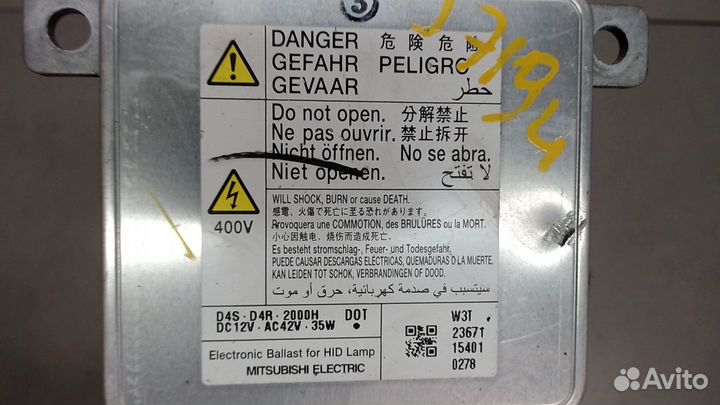 3
17194
DANGER 危険 危险
GEFAHR PELIGRO
GEVAAR خطر
Do not open. 分解禁止
Ne pas ouvrir. 禁止拆开
Nicht öffnen. No se abra.
Niet openen. لا تفتح
400V
WILL SHOCK, BURN or cause DEATH.
感電、火傷で死亡に至る恐れがあります。
Provoquera une COMMOTION, des BRULÛRES ou la MORT.
小心因触电、烧伤而造成死亡。
Es besteht stromschlag-, Feuer- und Todesgefahr.
PUEDE CAUSAR DESCARGAS ELÉCTRICAS, QUEMADURAS O LA MUERTE.
KAN LEIDEN TOT SCHOK, VERBRANDINGEN OF DOOD.
سيتسبب في صدمة كهربائية، حرق أو موت
D4S · D4R · 2000H DOT
DC12V · AC42V · 35W
W3T
23671
15401
0278
Electronic Ballast for HID Lamp
MITSUBISHI ELECTRIC
Avito